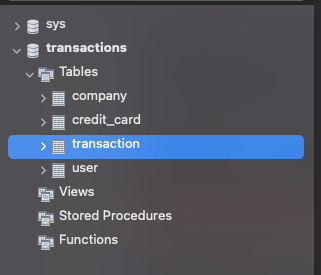 sys
transactions
Tables
company
credit_card
transaction
user
Views
Stored Procedures
Functions